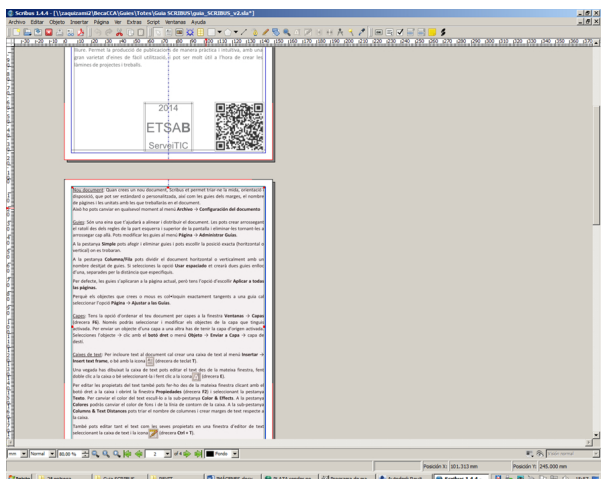 Scribus 1.4.4 - [\\zaquizami2\BecaCCA\Guies\Totes\Guia SCRIBUS\guia_SCRIBUS_v2.sla*]
Archivo Editar Objeto Insertar Página Ver Extras Script Ventanas Ayuda
lliure. Permet la producció de publicacions de manera pràctica i intuïtiva, amb una
gran varietat d'eines de fàcil utilització, pot ser molt útil a l'hora de crear les
làmines de projectes i treballs.
2014
ETSAB
ServeiTIC
Nou document: Quan crees un nou document, Scribus et permet triar-ne la mida, orientació i
disposició, que pot ser estàndard o personalitzada, així com les guies dels marges, el nombre
de pàgines i les unitats amb les que treballaràs en el document.
Això ho pots canviar en qualsevol moment al menú Archivo → Configuración del documento
Guies: Són una eina que t'ajudarà a alinear i distribuir el document. Les pots crear arrossegant
el ratolí des dels regles de la part esquerra i superior de la pantalla i eliminar les tornant-les a
arrossegar cap allà. Pots modificar les guies al menú Página → Administrar Guías.
A la pestanya Simple pots afegir i eliminar guies i pots escollir la posició exacta (horitzontal o
vertical) on es trobaran.
A la pestanya Columna/Fila pots dividir el document horitzontal o verticalment amb un
nombre desitjat de guies. Si selecciones la opció Usar espaciado et crearà dues guies enlloc
d'una, separades per la distància que especifiquis.
Per defecte, les guies s'aplicaran a la pàgina actual, però tens l'opció d'escollir Aplicar a todas
las páginas.
Perquè els objectes que crees o mous es col•loquin exactament tangents a una guia cal
seleccionar l'opció Página → Ajustar a las Guías.
Capes: Tens la opció d'ordenar el teu document per capes a la finestra Ventanas → Capas
(drecera F6). Només podràs seleccionar i modificar els objectes de la capa que tinguis
activada. Per enviar un objecte d'una capa a una altra has de tenir la capa d'origen activada.
Selecciones l'objecte → clic amb el botó dret o menú Objeto → Enviar a Capa → capa de
destí.
Caixes de text: Per incloure text al document cal crear una caixa de text al menú Insertar →
Insert text frame, o bé amb la icona (drecera de teclat T).
Una vegada has dibuixat la caixa de text pots editar el text des de la mateixa finestra, fent
doble clic a la caixa o bé seleccionant-la i fent clic a la icona (drecera E).
Per editar les propietats del text també pots fer-ho des de la mateixa finestra clicant amb el
botó dret a la caixa i obrint la finestra Propiedades (drecera F2) i seleccionant la pestanya
Texto. Per canviar el color del text escull-lo a la sub-pestanya Color & Effects. A la pestanya
Colores podràs canviar el color de fons i de la línia de contorn de la caixa. A la sub-pestanya
Columns & Text Distances pots triar el nombre de columnes i crear marges de text respecte a
la caixa.
També pots editar tant el text com les seves propietats en una finestra d'editor de text
seleccionant la caixa de text i la icona (drecera Ctrl + T).
mm Normal 80,00 % 2 of 4 Fondo Visión normal
Posición X: 101.313 mm Posición Y: 245.000 mm